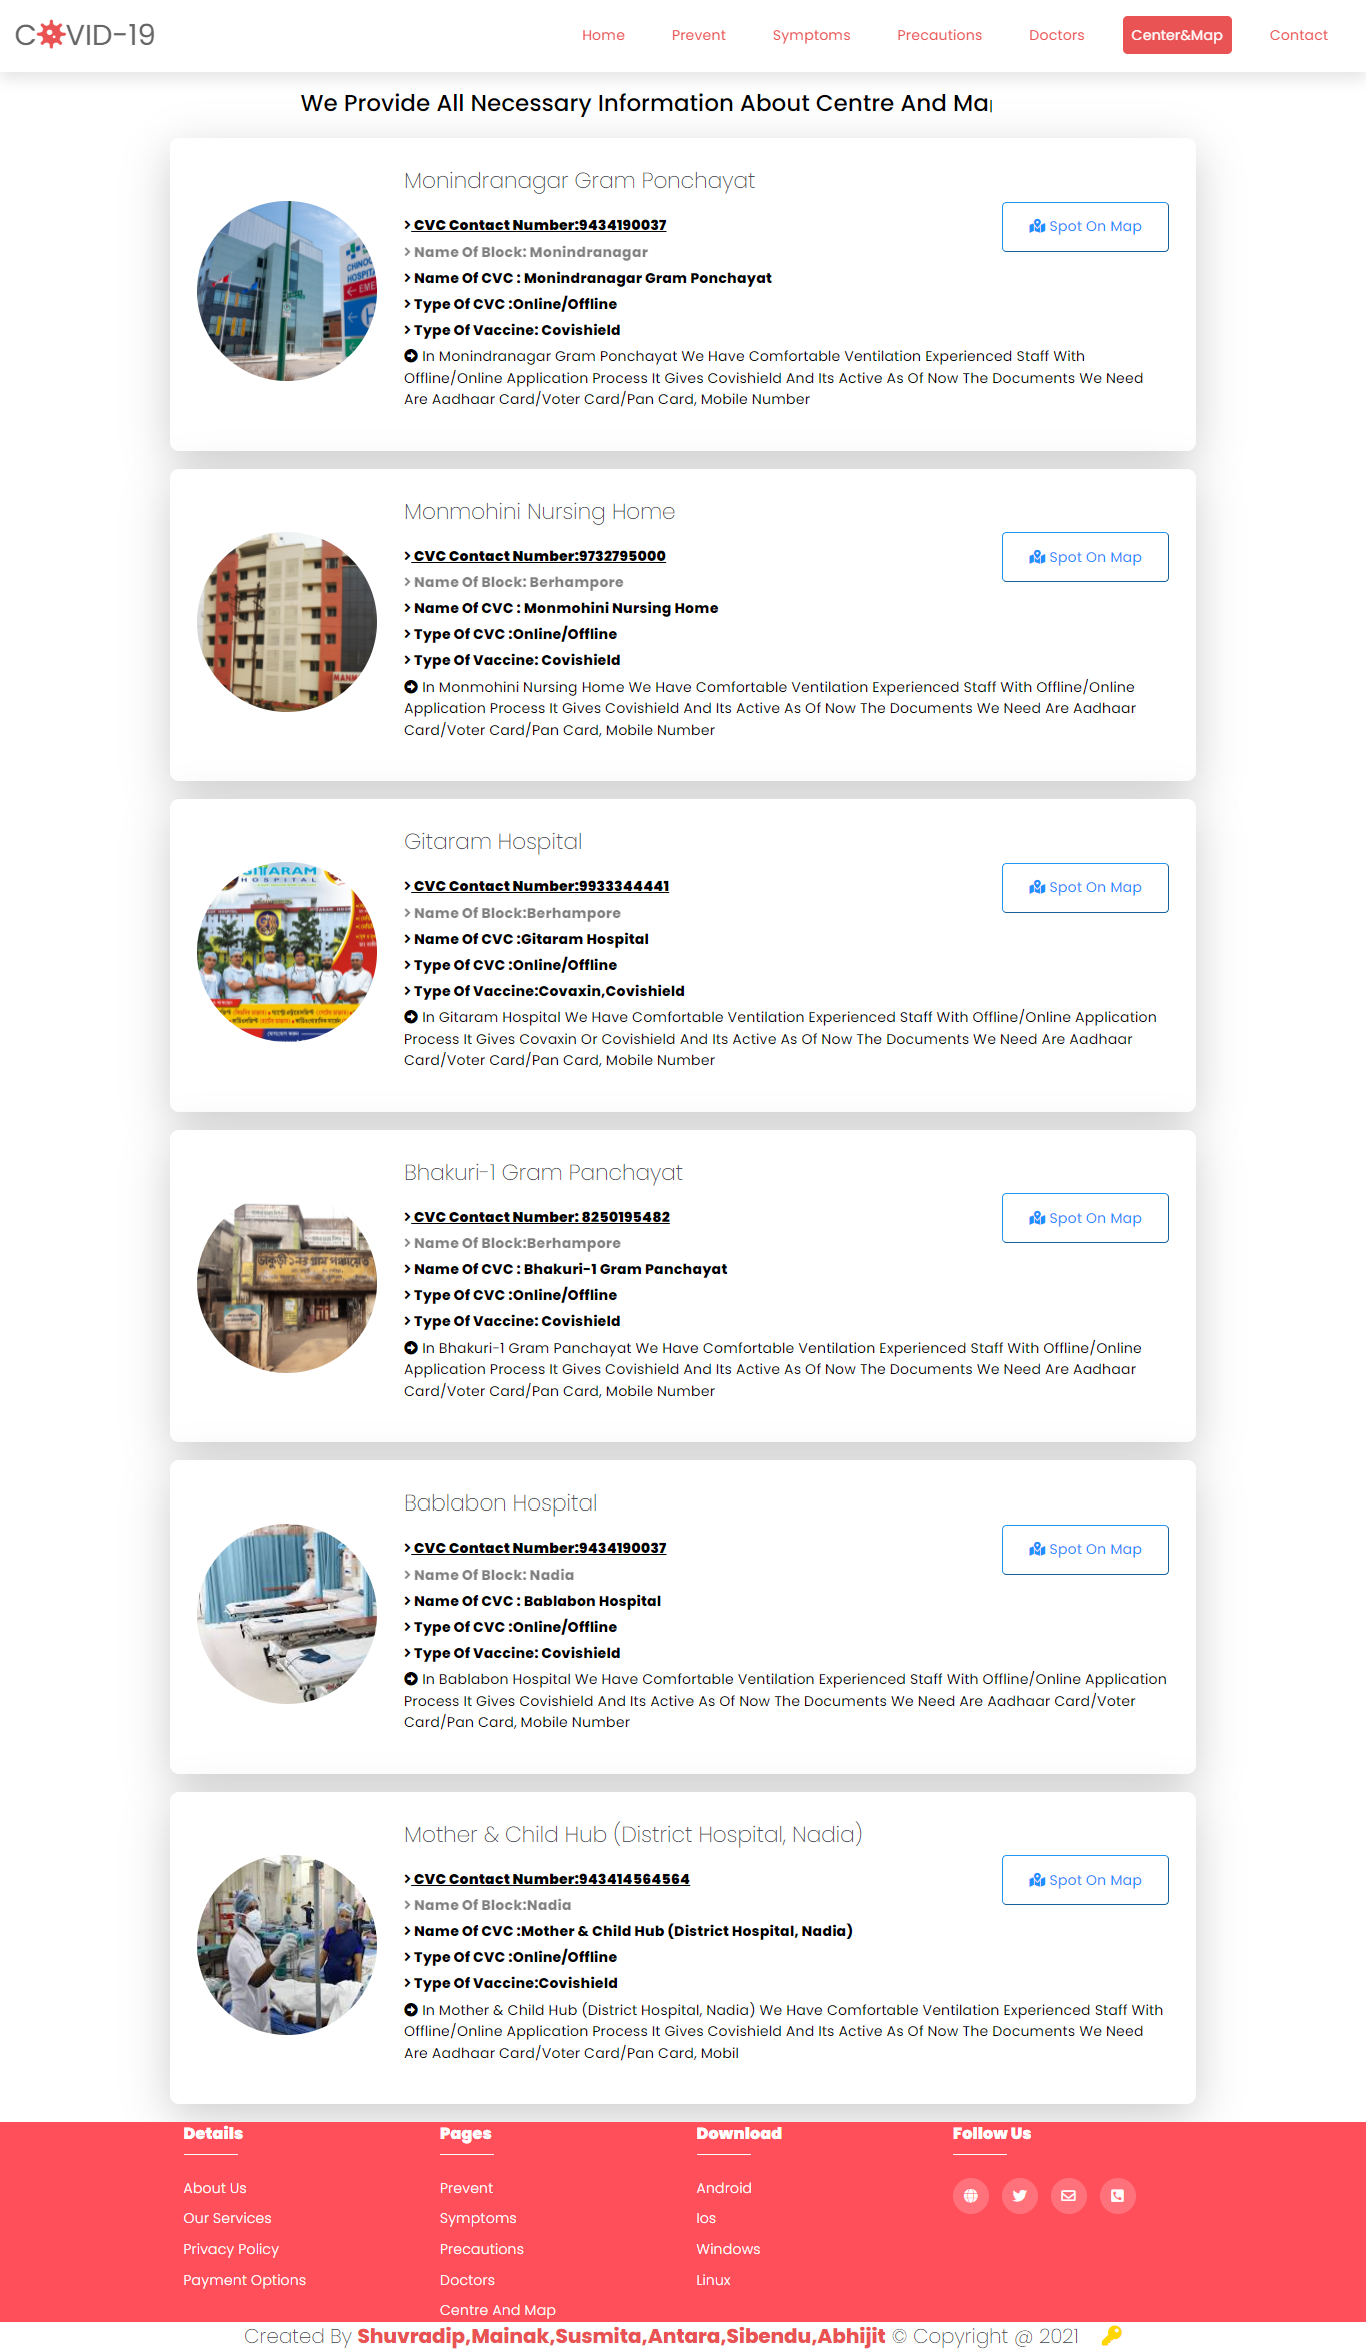 COVID-19
Home Prevent Symptoms Precautions Doctors Center&Map Contact
We Provide All Necessary Information About Centre And Ma
Monindranagar Gram Ponchayat
CHINOO
HOSPITA
EME
H
CVC Contact Number:9434190037
Spot On Map
Name Of Block: Monindranagar
Name Of CVC : Monindranagar Gram Ponchayat
Type Of CVC :Online/Offline
Type Of Vaccine: Covishield
In Monindranagar Gram Ponchayat We Have Comfortable Ventilation Experienced Staff With
Offline/Online Application Process It Gives Covishield And Its Active As Of Now The Documents We Need
Are Aadhaar Card/Voter Card/Pan Card, Mobile Number
Monmohini Nursing Home
MANM
CVC Contact Number:9732795000
Spot On Map
Name Of Block: Berhampore
Name Of CVC : Monmohini Nursing Home
Type Of CVC :Online/Offline
Type Of Vaccine: Covishield
In Monmohini Nursing Home We Have Comfortable Ventilation Experienced Staff With Offline/Online
Application Process It Gives Covishield And Its Active As Of Now The Documents We Need Are Aadhaar
Card/Voter Card/Pan Card, Mobile Number
Gitaram Hospital
GITARAM
HOSPITAL
CVC Contact Number:9933344441
Spot On Map
Name Of Block:Berhampore
Name Of CVC :Gitaram Hospital
Type Of CVC :Online/Offline
Type Of Vaccine:Covaxin,Covishield
In Gitaram Hospital We Have Comfortable Ventilation Experienced Staff With Offline/Online Application
Process It Gives Covaxin Or Covishield And Its Active As Of Now The Documents We Need Are Aadhaar
Card/Voter Card/Pan Card, Mobile Number
Bhakuri-1 Gram Panchayat
ভাকুড়ী ১নং গ্রাম পঞ্চায়েত
CVC Contact Number: 8250195482
Spot On Map
Name Of Block:Berhampore
Name Of CVC : Bhakuri-1 Gram Panchayat
Type Of CVC :Online/Offline
Type Of Vaccine: Covishield
In Bhakuri-1 Gram Panchayat We Have Comfortable Ventilation Experienced Staff With Offline/Online
Application Process It Gives Covishield And Its Active As Of Now The Documents We Need Are Aadhaar
Card/Voter Card/Pan Card, Mobile Number
Bablabon Hospital
CVC Contact Number:9434190037
Spot On Map
Name Of Block: Nadia
Name Of CVC : Bablabon Hospital
Type Of CVC :Online/Offline
Type Of Vaccine: Covishield
In Bablabon Hospital We Have Comfortable Ventilation Experienced Staff With Offline/Online Application
Process It Gives Covishield And Its Active As Of Now The Documents We Need Are Aadhaar Card/Voter
Card/Pan Card, Mobile Number
Mother & Child Hub (District Hospital, Nadia)
CVC Contact Number:943414564564
Spot On Map
Name Of Block:Nadia
Name Of CVC :Mother & Child Hub (District Hospital, Nadia)
Type Of CVC :Online/Offline
Type Of Vaccine:Covishield
In Mother & Child Hub (District Hospital, Nadia) We Have Comfortable Ventilation Experienced Staff With
Offline/Online Application Process It Gives Covishield And Its Active As Of Now The Documents We Need
Are Aadhaar Card/Voter Card/Pan Card, Mobil
Details
About Us
Our Services
Privacy Policy
Payment Options
Pages
Prevent
Symptoms
Precautions
Doctors
Centre And Map
Download
Android
Ios
Windows
Linux
Follow Us
Created By Shuvradip,Mainak,Susmita,Antara,Sibendu,Abhijit © Copyright @ 2021